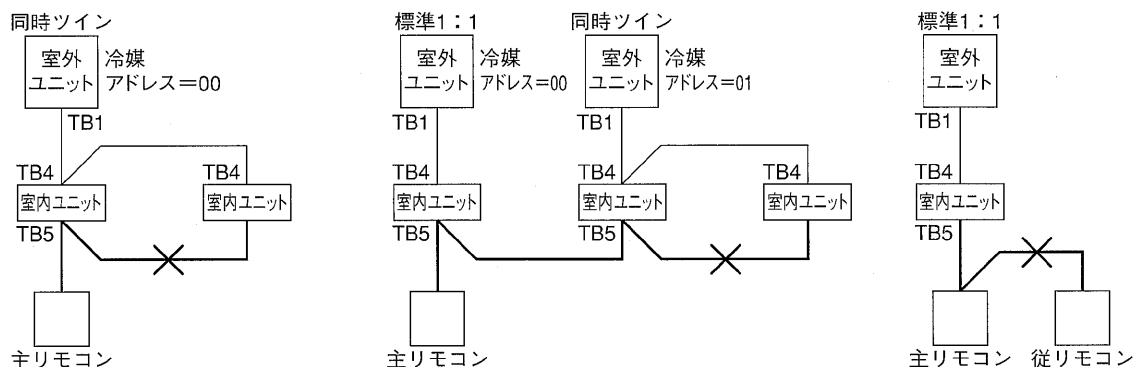 同時ツイン
室外
ユニット
冷媒
アドレス＝00
TB1
TB4
TB4
室内ユニット
室内ユニット
TB5
主リモコン
標準1：1
同時ツイン
室外
ユニット
冷媒
アドレス＝00
室外
ユニット
冷媒
アドレス＝01
TB1
TB1
TB4
TB4
TB4
室内ユニット
室内ユニット
室内ユニット
TB5
TB5
主リモコン
標準1：1
室外
ユニット
TB1
TB4
室内ユニット
TB5
主リモコン
従リモコン